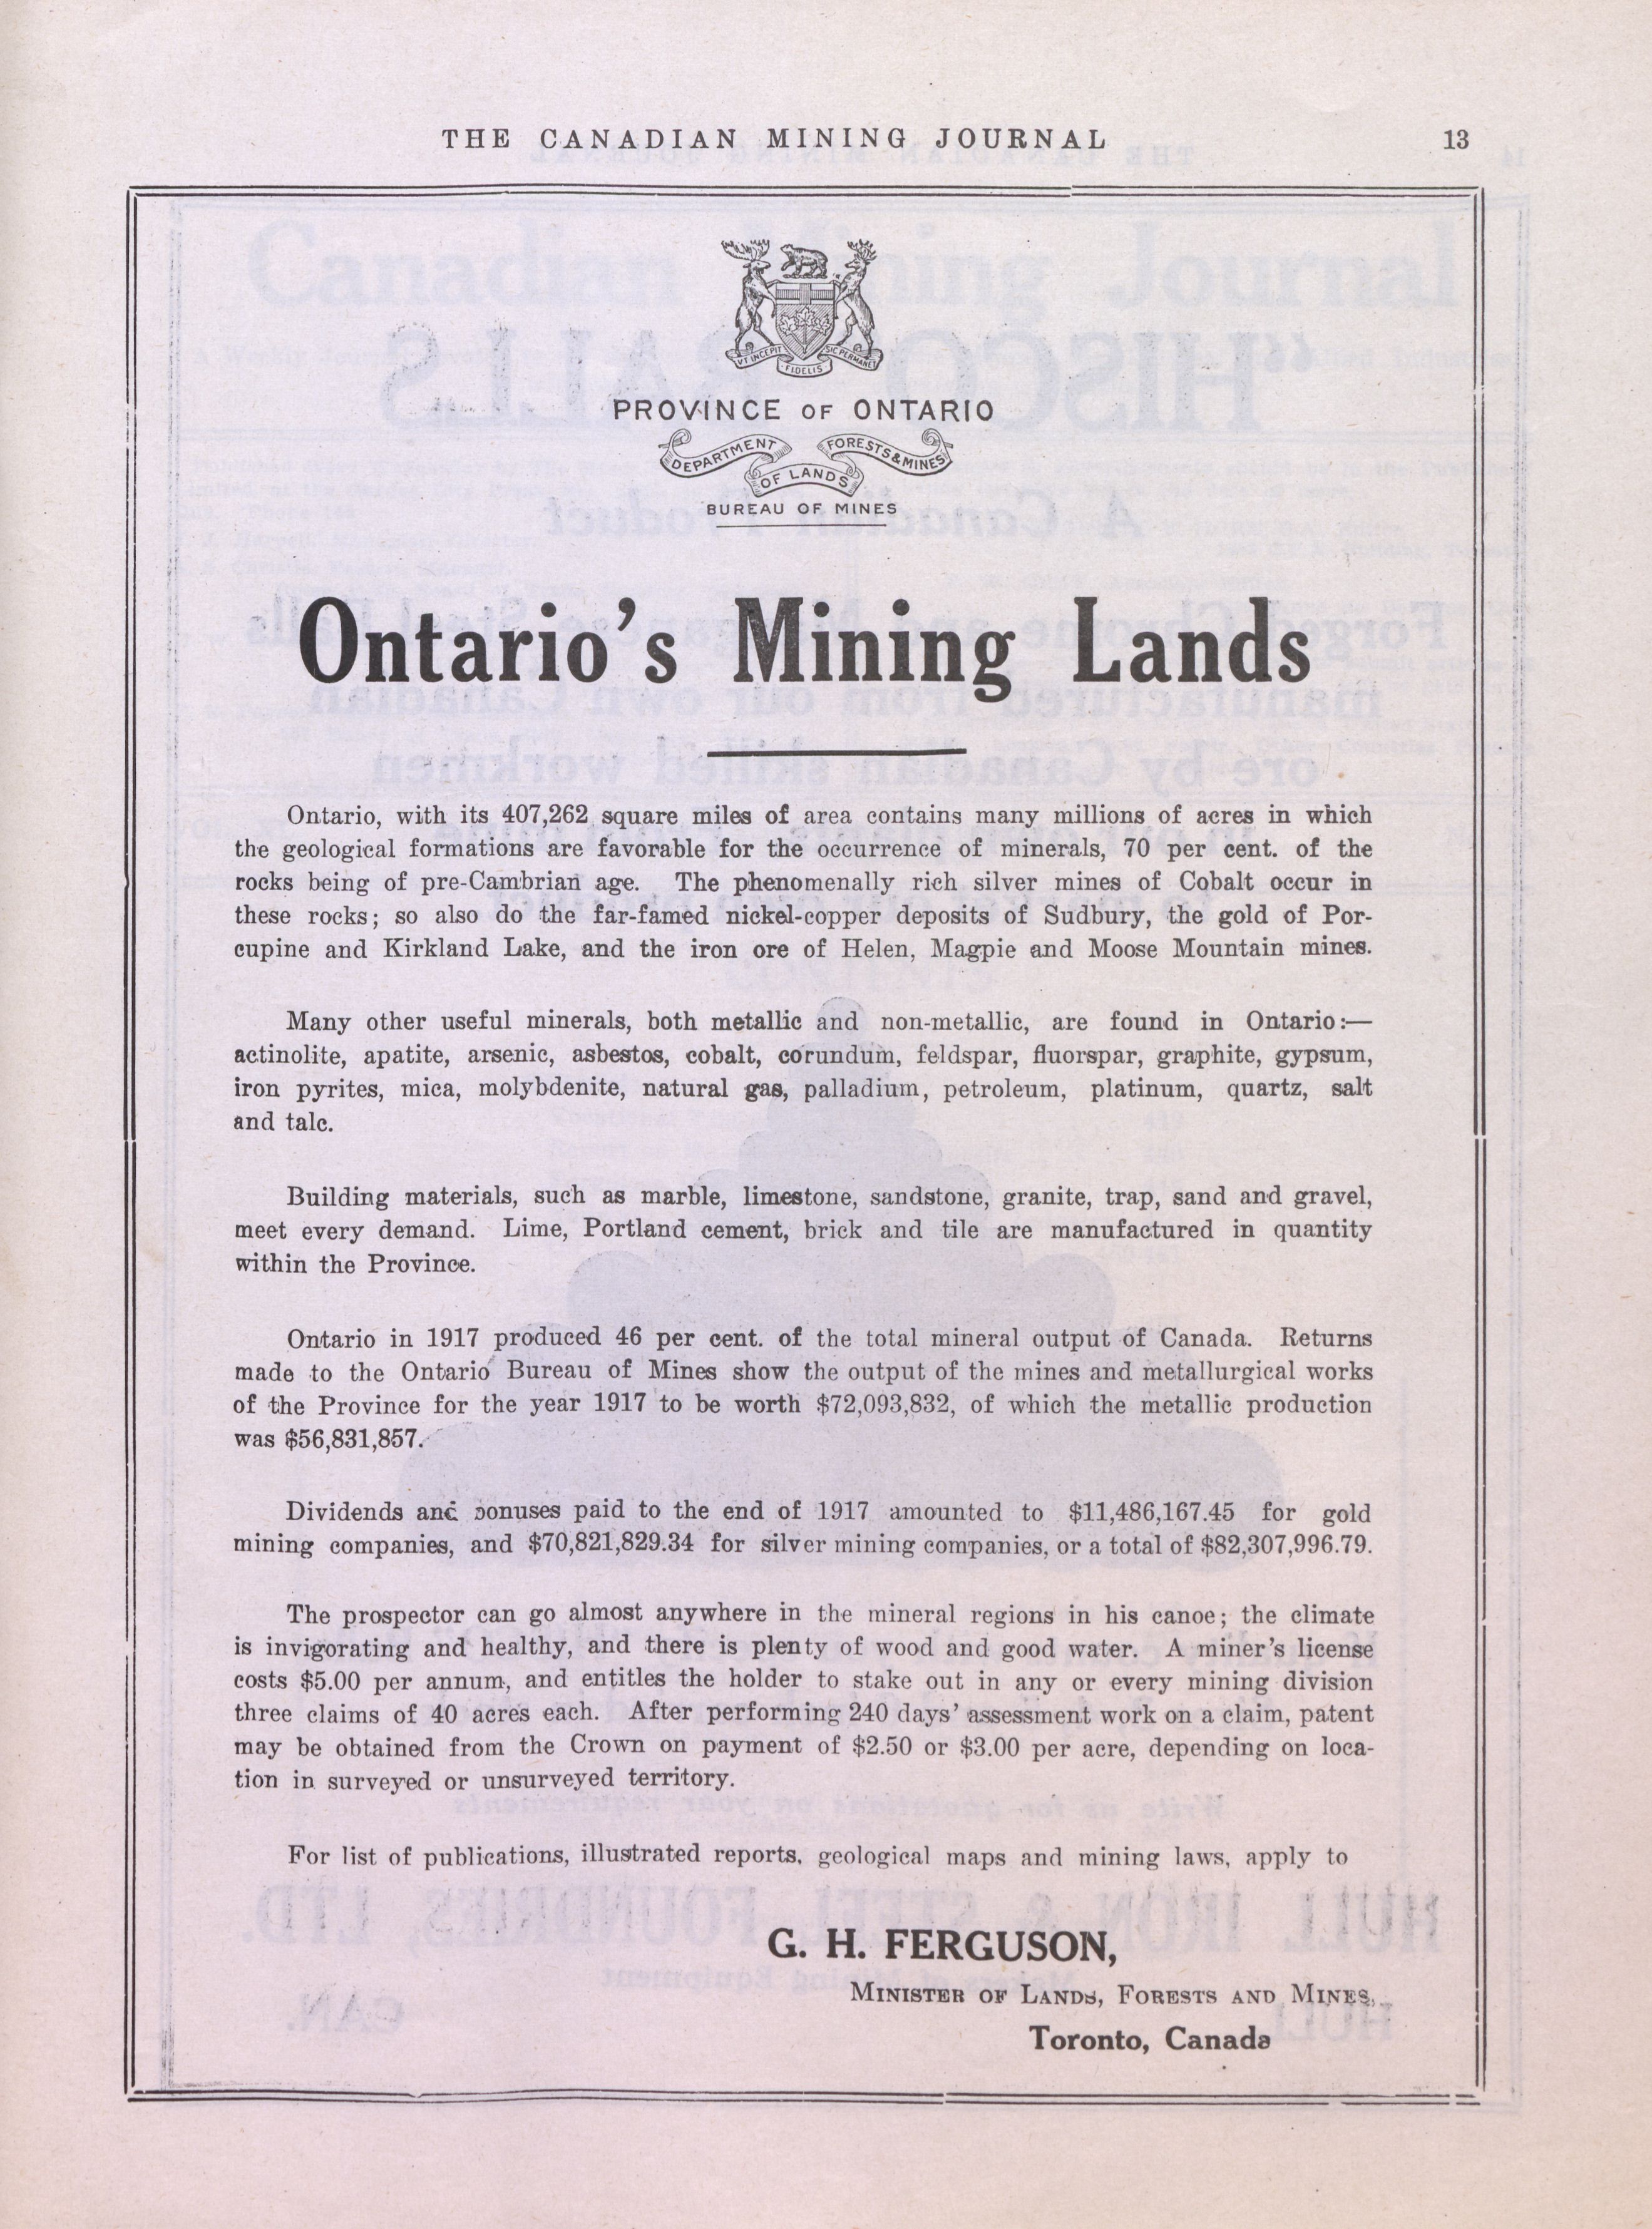 THE CANADIAN MINING JOURNAL 13
VT INCEPIT FIDELIS SIC PERMANET
PROVINCE OF ONTARIO
DEPARTMENT OF LANDS FORESTS & MINES
BUREAU OF MINES
Ontario's Mining Lands
Ontario, with its 407,262 square miles of area contains many millions of acres in which
the geological formations are favorable for the occurrence of minerals, 70 per cent. of the
rocks being of pre-Cambrian age. The phenomenally rich silver mines of Cobalt occur in
these rocks; so also do the far-famed nickel-copper deposits of Sudbury, the gold of Por-
cupine and Kirkland Lake, and the iron ore of Helen, Magpie and Moose Mountain mines.
Many other useful minerals, both metallic and non-metallic, are found in Ontario:—
actinolite, apatite, arsenic, asbestos, cobalt, corundum, feldspar, fluorspar, graphite, gypsum,
iron pyrites, mica, molybdenite, natural gas, palladium, petroleum, platinum, quartz, salt
and talc.
Building materials, such as marble, limestone, sandstone, granite, trap, sand and gravel,
meet every demand. Lime, Portland cement, brick and tile are manufactured in quantity
within the Province.
Ontario in 1917 produced 46 per cent. of the total mineral output of Canada. Returns
made to the Ontario Bureau of Mines show the output of the mines and metallurgical works
of the Province for the year 1917 to be worth $72,093,832, of which the metallic production
was $56,831,857.
Dividends and bonuses paid to the end of 1917 amounted to $11,486,167.45 for gold
mining companies, and $70,821,829.34 for silver mining companies, or a total of $82,307,996.79.
The prospector can go almost anywhere in the mineral regions in his canoe; the climate
is invigorating and healthy, and there is plenty of wood and good water. A miner's license
costs $5.00 per annum, and entitles the holder to stake out in any or every mining division
three claims of 40 acres each. After performing 240 days' assessment work on a claim, patent
may be obtained from the Crown on payment of $2.50 or $3.00 per acre, depending on loca-
tion in surveyed or unsurveyed territory.
For list of publications, illustrated reports, geological maps and mining laws, apply to
G. H. FERGUSON,
MINISTER OF LANDS, FORESTS AND MINES,
Toronto, Canada